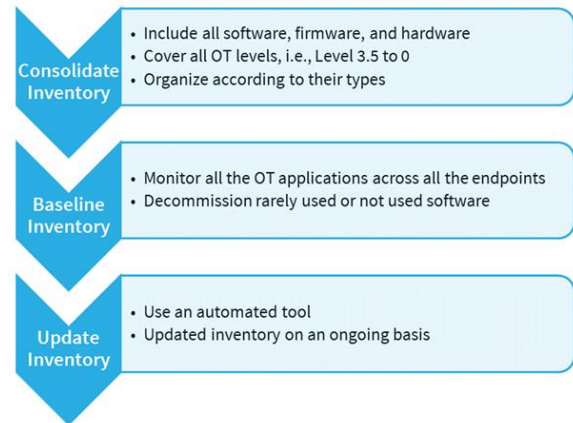 Consolidate
Inventory
• Include all software, firmware, and hardware
• Cover all OT levels, i.e., Level 3.5 to 0
• Organize according to their types
Baseline
Inventory
• Monitor all the OT applications across all the endpoints
• Decommission rarely used or not used software
Update
Inventory
• Use an automated tool
• Updated inventory on an ongoing basis